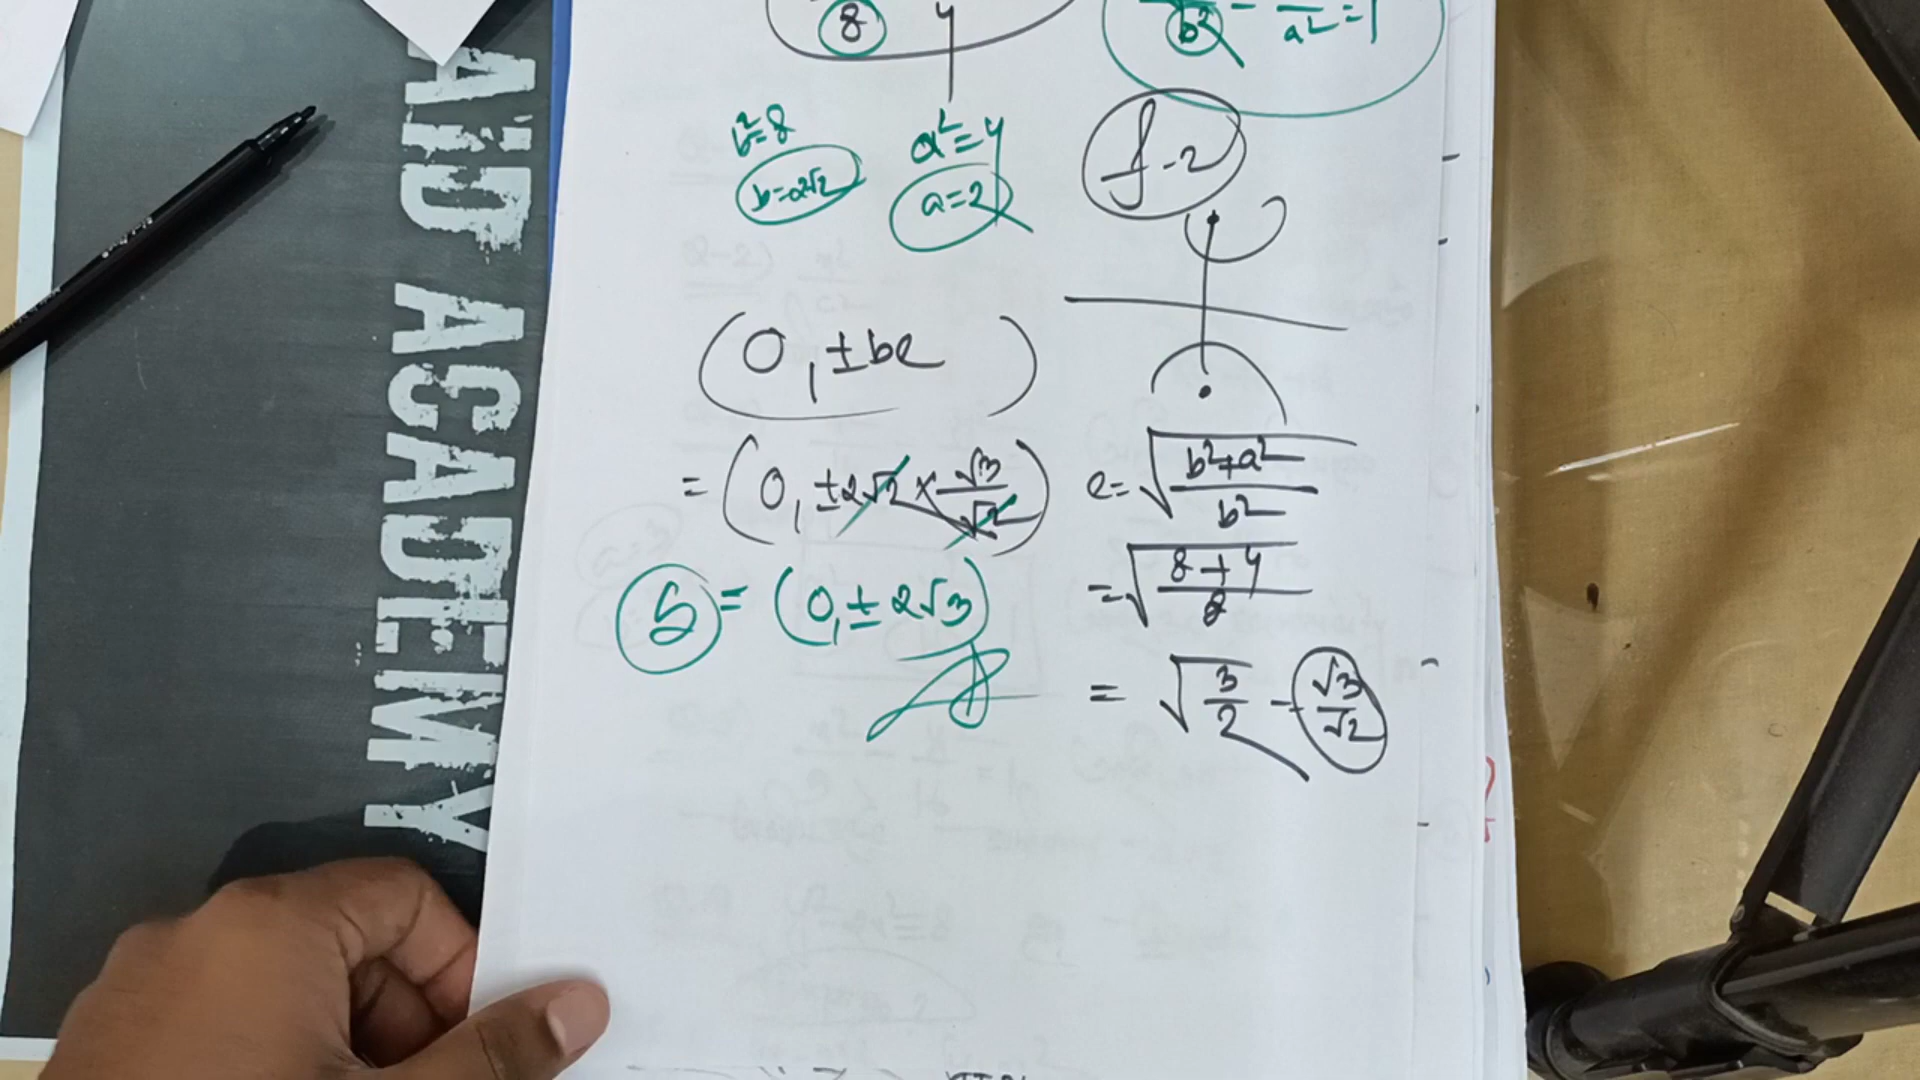 8 4
b² - a² = 1
b²=8 a²=4 f-2
b=2√2 a=2
(0, ±be)
= (0, ±2√2 × √3/√2) e = √((b²+a²)/b²)
S = (0, ±2√3) = √((8+4)/8)
= √(3/2) = √3/√2
AID ACADEMY